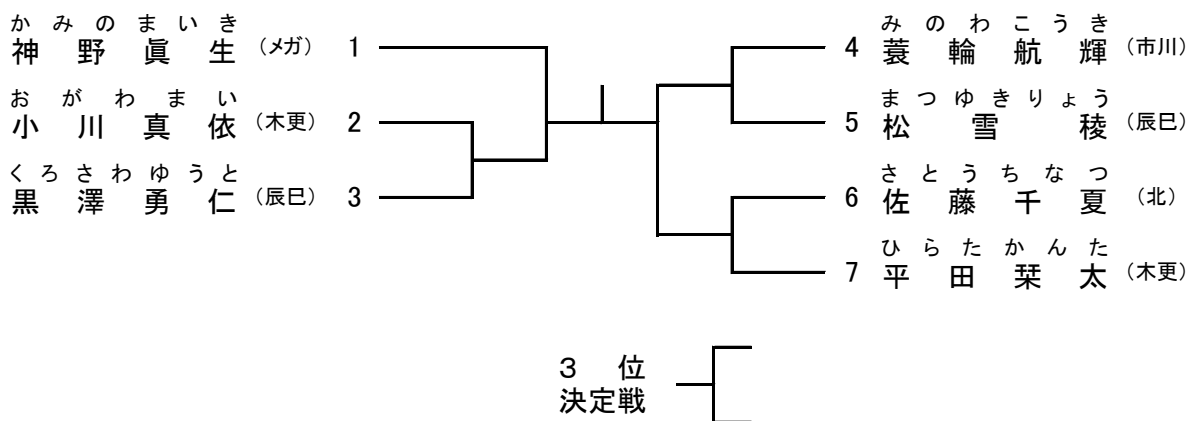 かみのまいき
神野眞生 (メガ) 1
おがわまい
小川真依 (木更) 2
くろさわゆうと
黒澤勇仁 (辰巳) 3
みのわこうき
4 蓑輪航輝 (市川)
まつゆきりょう
5 松雪稜 (辰巳)
さとうちなつ
6 佐藤千夏 (北)
ひらたかんた
7 平田栞太 (木更)
3位
決定戦